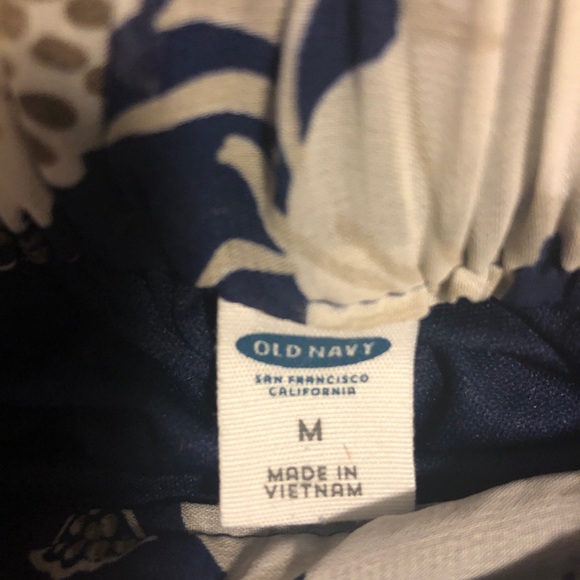 OLD NAVY
SAN FRANCISCO
CALIFORNIA
M
MADE IN
VIETNAM